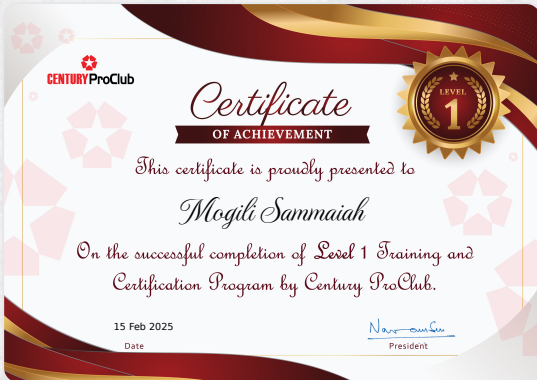 CENTURY ProClub
Certificate
OF ACHIEVEMENT
LEVEL
1
This certificate is proudly presented to
Mogili Sammaiah
On the successful completion of Level 1 Training and
Certification Program by Century ProClub.
15 Feb 2025
Date
President